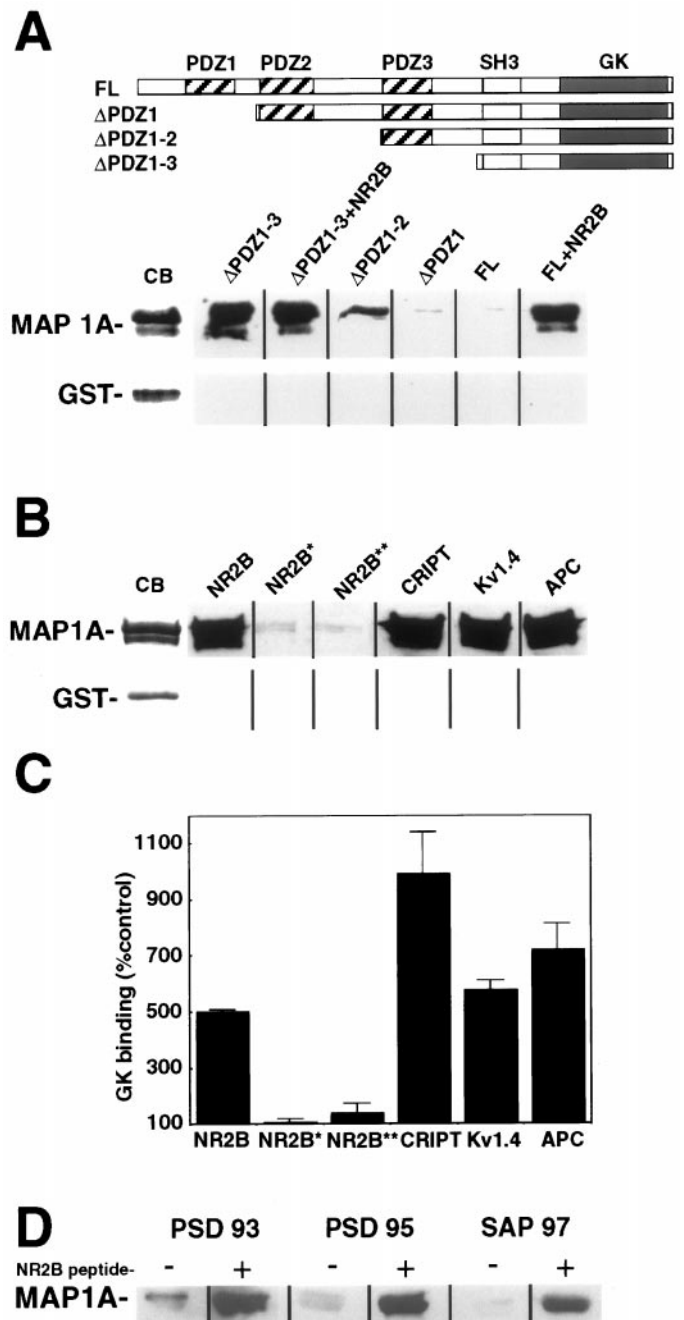 A
PDZ1 PDZ2 PDZ3 SH3 GK
FL
ΔPDZ1
ΔPDZ1-2
ΔPDZ1-3
CB ΔPDZ1-3 ΔPDZ1-3+NR2B ΔPDZ1-2 ΔPDZ1 FL FL+NR2B
MAP 1A-
GST-
B
CB NR2B NR2B* NR2B** CRIPT Kv1.4 APC
MAP1A-
GST-
C
GK binding (%control)
1100
900
700
500
300
100
NR2B NR2B* NR2B** CRIPT Kv1.4 APC
D
PSD 93 PSD 95 SAP 97
NR2B peptide- - + - + - +
MAP1A-